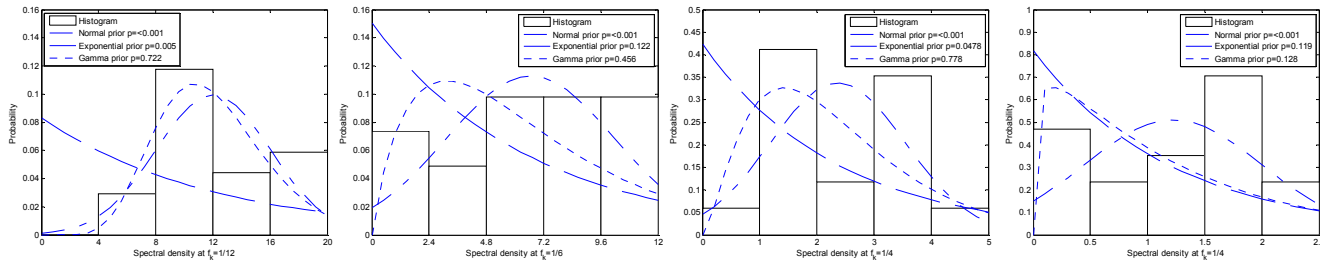 0.16
0.14
0.12
0.1
0.08
0.06
0.04
0.02
0
Probability
0 4 8 12 16 20
Spectral density at f_k=1/12
Histogram
Normal prior p=<0.001
Exponential prior p=0.005
Gamma prior p=0.722
0.16
0.14
0.12
0.1
0.08
0.06
0.04
0.02
0
Probability
0 2.4 4.8 7.2 9.6 12
Spectral density at f_k=1/6
Histogram
Normal prior p=<0.001
Exponential prior p=0.122
Gamma prior p=0.456
0.5
0.45
0.4
0.35
0.3
0.25
0.2
0.15
0.1
0.05
0
Probability
0 1 2 3 4 5
Spectral density at f_k=1/4
Histogram
Normal prior p=<0.001
Exponential prior p=0.0478
Gamma prior p=0.778
1
0.9
0.8
0.7
0.6
0.5
0.4
0.3
0.2
0.1
0
Probability
0 0.5 1 1.5 2 2.5
Spectral density at f_k=1/4
Histogram
Normal prior p=<0.001
Exponential prior p=0.119
Gamma prior p=0.128